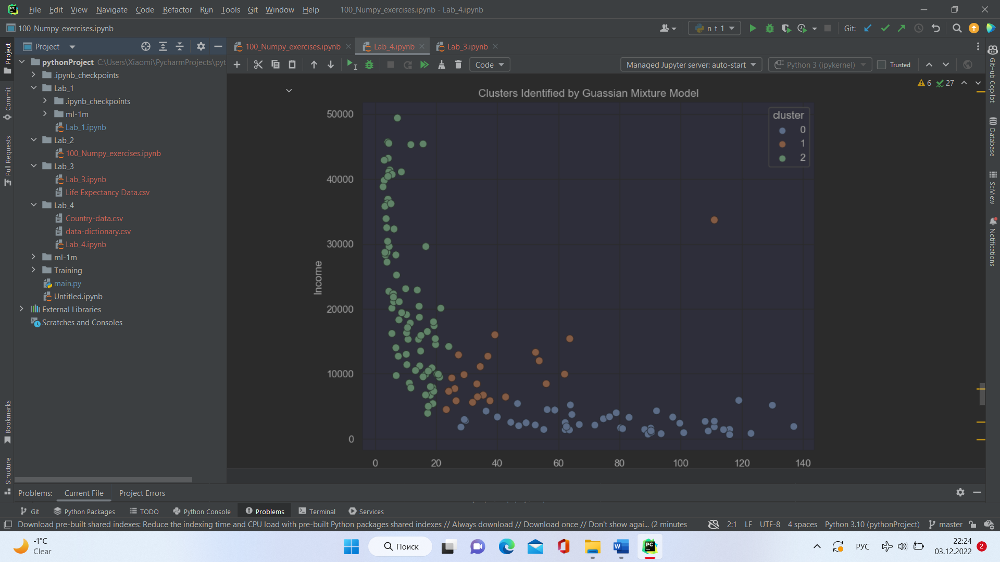 File Edit View Navigate Code Refactor Run Tools Git Window Help 100_Numpy_exercises.ipynb - Lab_4.ipynb
100_Numpy_exercises.ipynb n_t_1 Git:
Project 100_Numpy_exercises.ipynb Lab_4.ipynb Lab_3.ipynb
pythonProject C:\Users\Xiaomi\PycharmProjects\pyt
Code Managed Jupyter server: auto-start Python 3 (ipykernel) Trusted
.ipynb_checkpoints
Lab_1
.ipynb_checkpoints
ml-1m
Lab_1.ipynb
Lab_2
100_Numpy_exercises.ipynb
Lab_3
Lab_3.ipynb
Life Expectancy Data.csv
Lab_4
Country-data.csv
data-dictionary.csv
Lab_4.ipynb
ml-1m
Training
main.py
Untitled.ipynb
External Libraries
Scratches and Consoles
Project
Commit
Pull Requests
Bookmarks
Structure
6 27
Clusters Identified by Guassian Mixture Model
cluster
0
1
2
Income
50000
40000
30000
20000
10000
0
0 20 40 60 80 100 120 140
GitHub Copilot
Database
SciView
Notifications
Problems: Current File Project Errors
Git Python Packages TODO Python Console Problems Terminal Services
Download pre-built shared indexes: Reduce the indexing time and CPU load with pre-built Python packages shared indexes // Always download // Download once // Don't show agai... (2 minutes 2:1 LF UTF-8 4 spaces Python 3.10 (pythonProject) master
-1°C
Clear
Поиск
РУС
22:24
03.12.2022
2